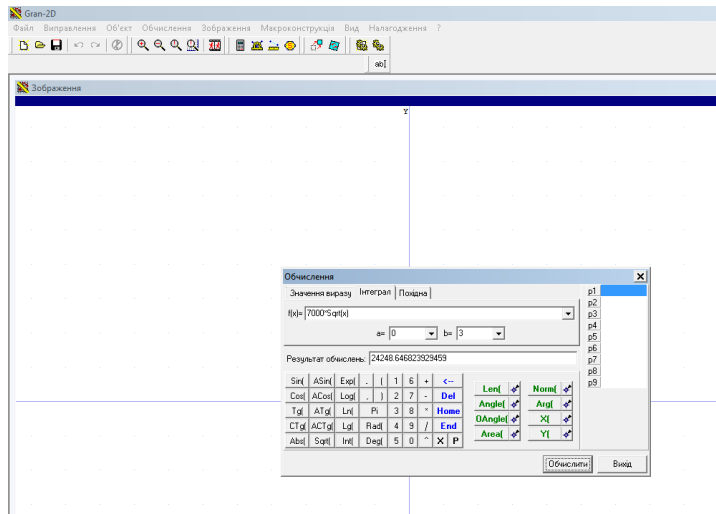 Gran-2D
Файл Виправлення Об'єкт Обчислення Зображення Макроконструкція Вид Налагодження ?
ab
Зображення
Y
Обчислення
Значення виразу Інтеграл Похідна
f(x)= 7000*Sqrt(x)
a= 0 b= 3
Результат обчислень: 24248.646823929459
Sin( ASin( Exp( . ( 1 6 + <--
Cos( ACos( Log( , ) 2 7 - Del
Tg( ATg( Ln( Pi 3 8 * Home
CTg( ACTg( Lg( Rad( 4 9 / End
Abs( Sqrt( Int( Deg( 5 0 ^ X P
Len( Norm(
Angle( Arg(
OAngle( X(
Area( Y(
p1
p2
p3
p4
p5
p6
p7
p8
p9
Обчислити Вихід